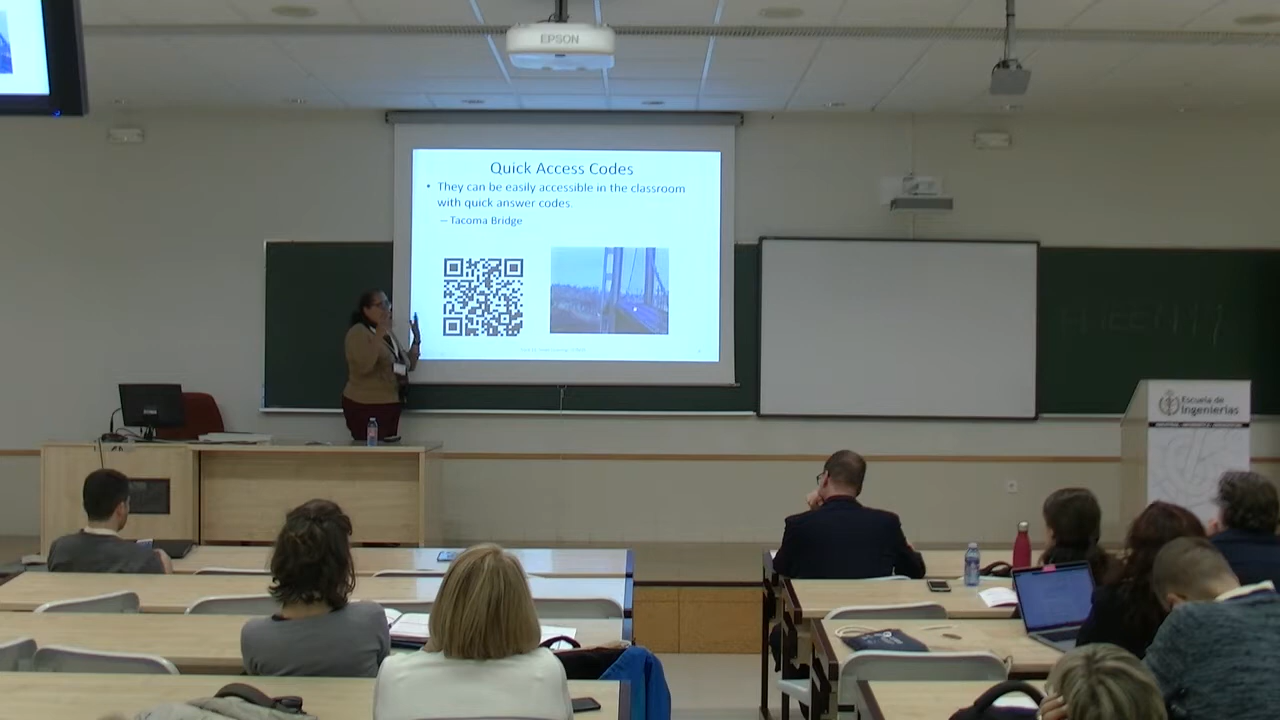 EPSON
Quick Access Codes
• They can be easily accessible in the classroom
with quick answer codes.
– Tacoma Bridge
Escuela de
Ingenierías